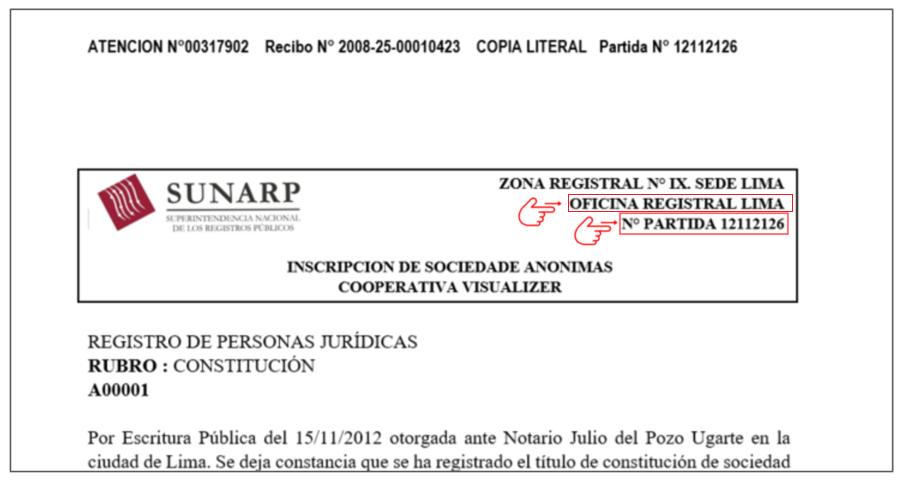 ATENCION N°00317902 Recibo N° 2008-25-00010423 COPIA LITERAL Partida N° 12112126
SUNARP
SUPERINTENDENCIA NACIONAL
DE LOS REGISTROS PÚBLICOS
ZONA REGISTRAL N° IX. SEDE LIMA
OFICINA REGISTRAL LIMA
N° PARTIDA 12112126
INSCRIPCION DE SOCIEDADE ANONIMAS
COOPERATIVA VISUALIZER
REGISTRO DE PERSONAS JURÍDICAS
RUBRO : CONSTITUCIÓN
A00001
Por Escritura Pública del 15/11/2012 otorgada ante Notario Julio del Pozo Ugarte en la
ciudad de Lima. Se deja constancia que se ha registrado el título de constitución de sociedad